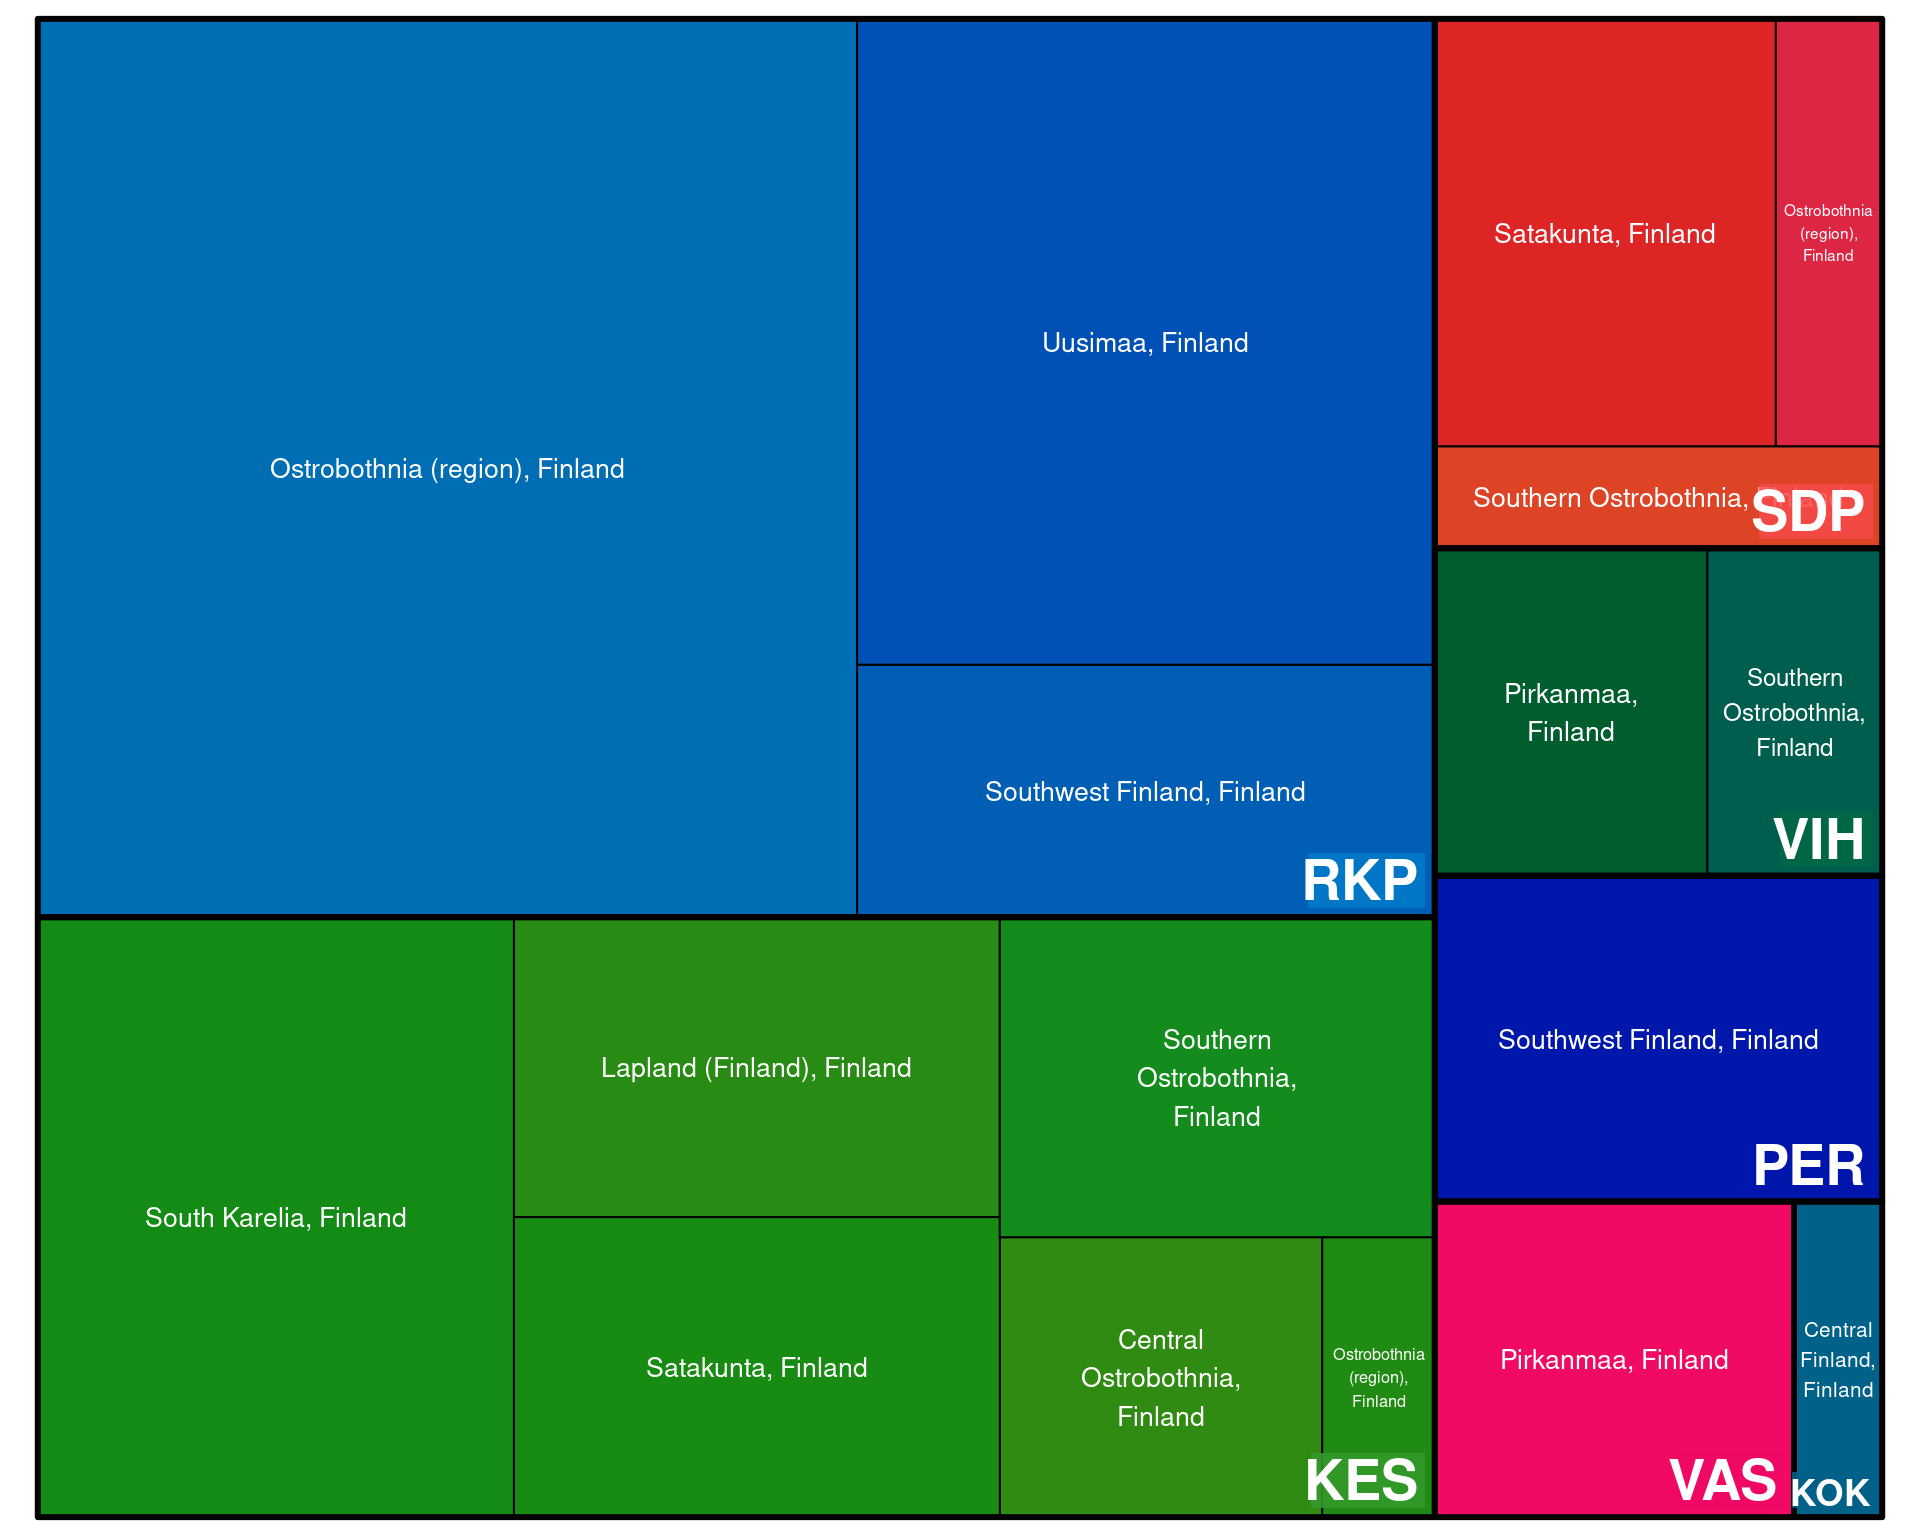 Ostrobothnia (region), Finland
Uusimaa, Finland
Southwest Finland, Finland
RKP
South Karelia, Finland
Lapland (Finland), Finland
Satakunta, Finland
Southern
Ostrobothnia,
Finland
Central
Ostrobothnia,
Finland
Ostrobothnia
(region),
Finland
KES
Satakunta, Finland
Ostrobothnia
(region),
Finland
Southern Ostrobothnia,
SDP
Pirkanmaa,
Finland
Southern
Ostrobothnia,
Finland
VIH
Southwest Finland, Finland
PER
Pirkanmaa, Finland
VAS
Central
Finland,
Finland
KOK